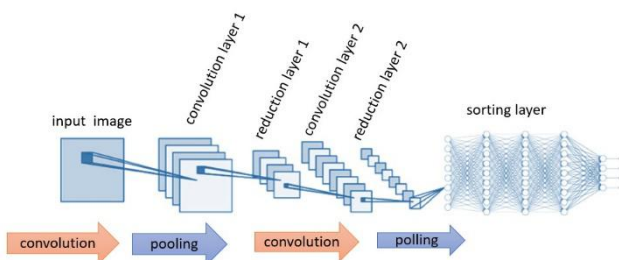 input image
convolution layer 1
reduction layer 1
convolution layer 2
reduction layer 2
sorting layer
convolution
pooling
convolution
polling